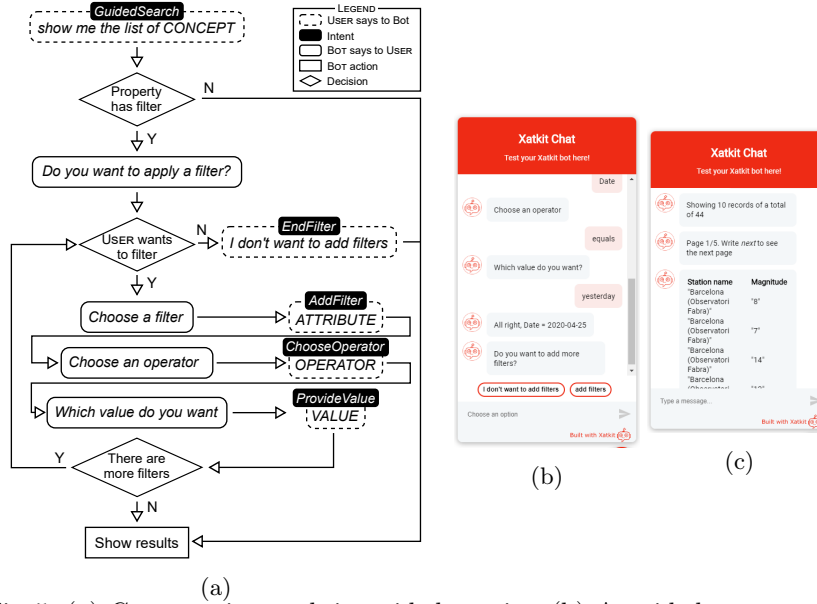 GuidedSearch
show me the list of CONCEPT
LEGEND
USER says to Bot
Intent
BOT says to USER
BOT action
Decision
Property
has filter
N
Y
Do you want to apply a filter?
USER wants
to filter
N
EndFilter
I don't want to add filters
Y
Choose a filter
AddFilter
ATTRIBUTE
Choose an operator
ChooseOperator
OPERATOR
Which value do you want
ProvideValue
VALUE
There are
more filters
Y
N
Show results
(a)
Xatkit Chat
Test your Xatkit bot here!
Date
Choose an operator
equals
Which value do you want?
yesterday
All right, Date = 2020-04-25
Do you want to add more
filters?
I don't want to add filters
add filters
Choose an option
Built with Xatkit
(b)
Xatkit Chat
Test your Xatkit bot here!
Showing 10 records of a total
of 44
Page 1/5. Write next to see
the next page
Station name Magnitude
"Barcelona
(Observatori "8"
Fabra)"
"Barcelona
(Observatori "7"
Fabra)"
"Barcelona
(Observatori "14"
Fabra)"
"Barcelona
Type a message...
Built with Xatkit
(c)